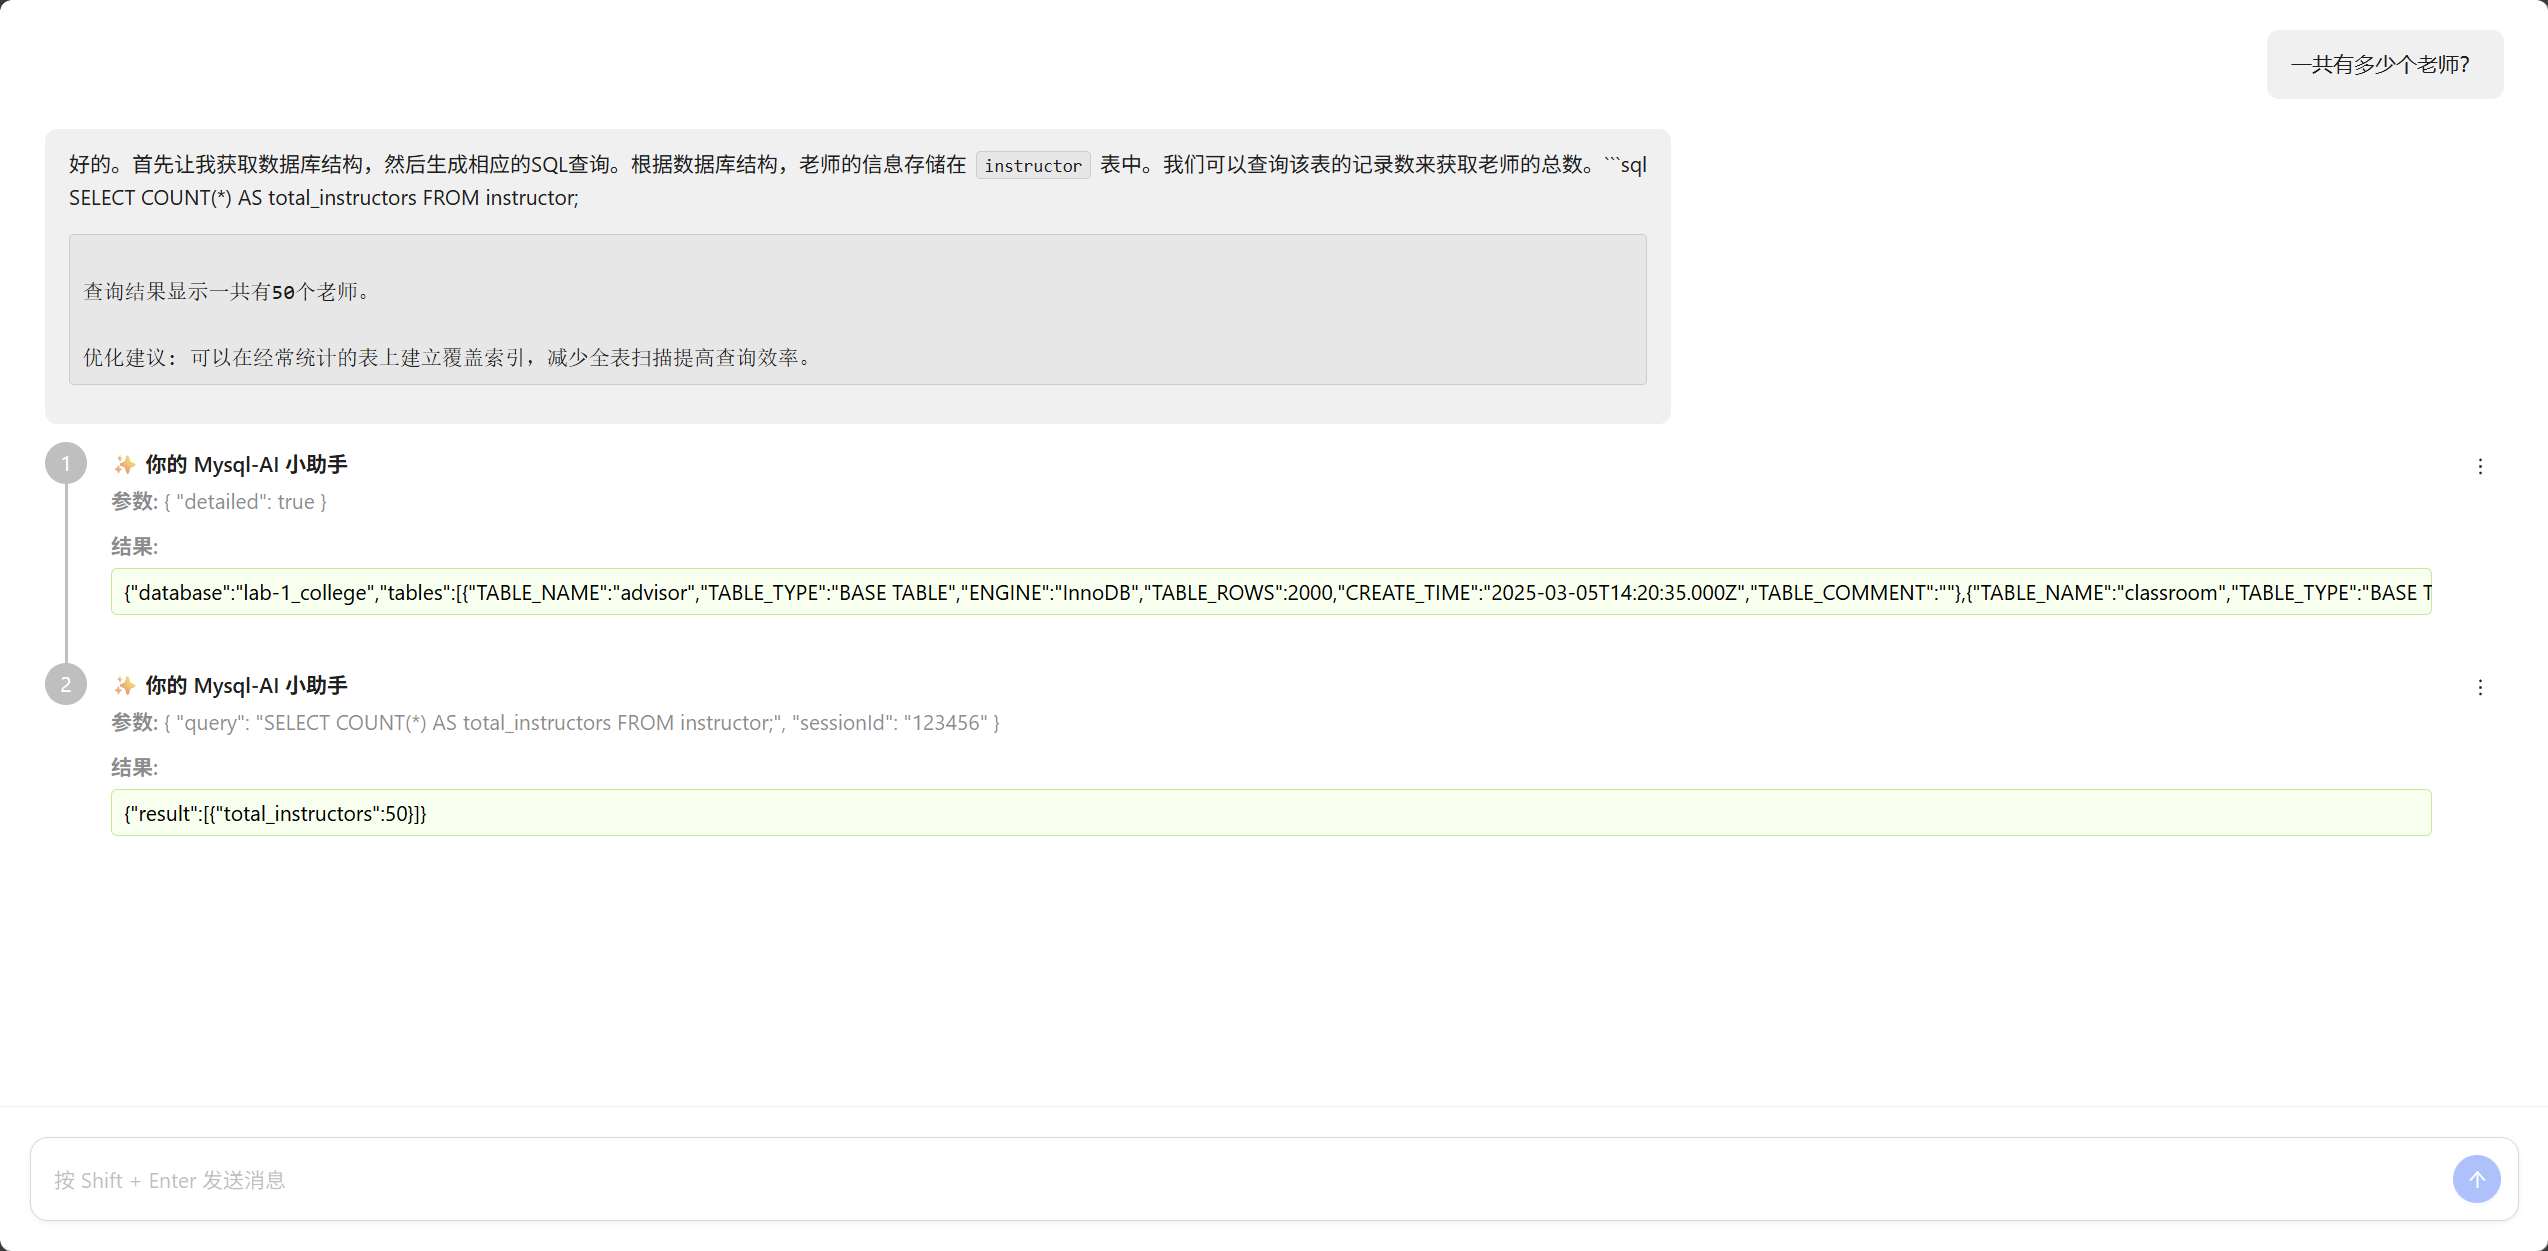 一共有多少个老师?
好的。首先让我获取数据库结构，然后生成相应的SQL查询。根据数据库结构，老师的信息存储在 instructor 表中。我们可以查询该表的记录数来获取老师的总数。```sql
SELECT COUNT(*) AS total_instructors FROM instructor;
查询结果显示一共有50个老师。
优化建议：可以在经常统计的表上建立覆盖索引，减少全表扫描提高查询效率。
1
✨ 你的 Mysql-AI 小助手
参数: { "detailed": true }
结果:
{"database":"lab-1_college","tables":[{"TABLE_NAME":"advisor","TABLE_TYPE":"BASE TABLE","ENGINE":"InnoDB","TABLE_ROWS":2000,"CREATE_TIME":"2025-03-05T14:20:35.000Z","TABLE_COMMENT":""},{"TABLE_NAME":"classroom","TABLE_TYPE":"BASE T
2
✨ 你的 Mysql-AI 小助手
参数: { "query": "SELECT COUNT(*) AS total_instructors FROM instructor;", "sessionId": "123456" }
结果:
{"result":[{"total_instructors":50}]}
按 Shift + Enter 发送消息